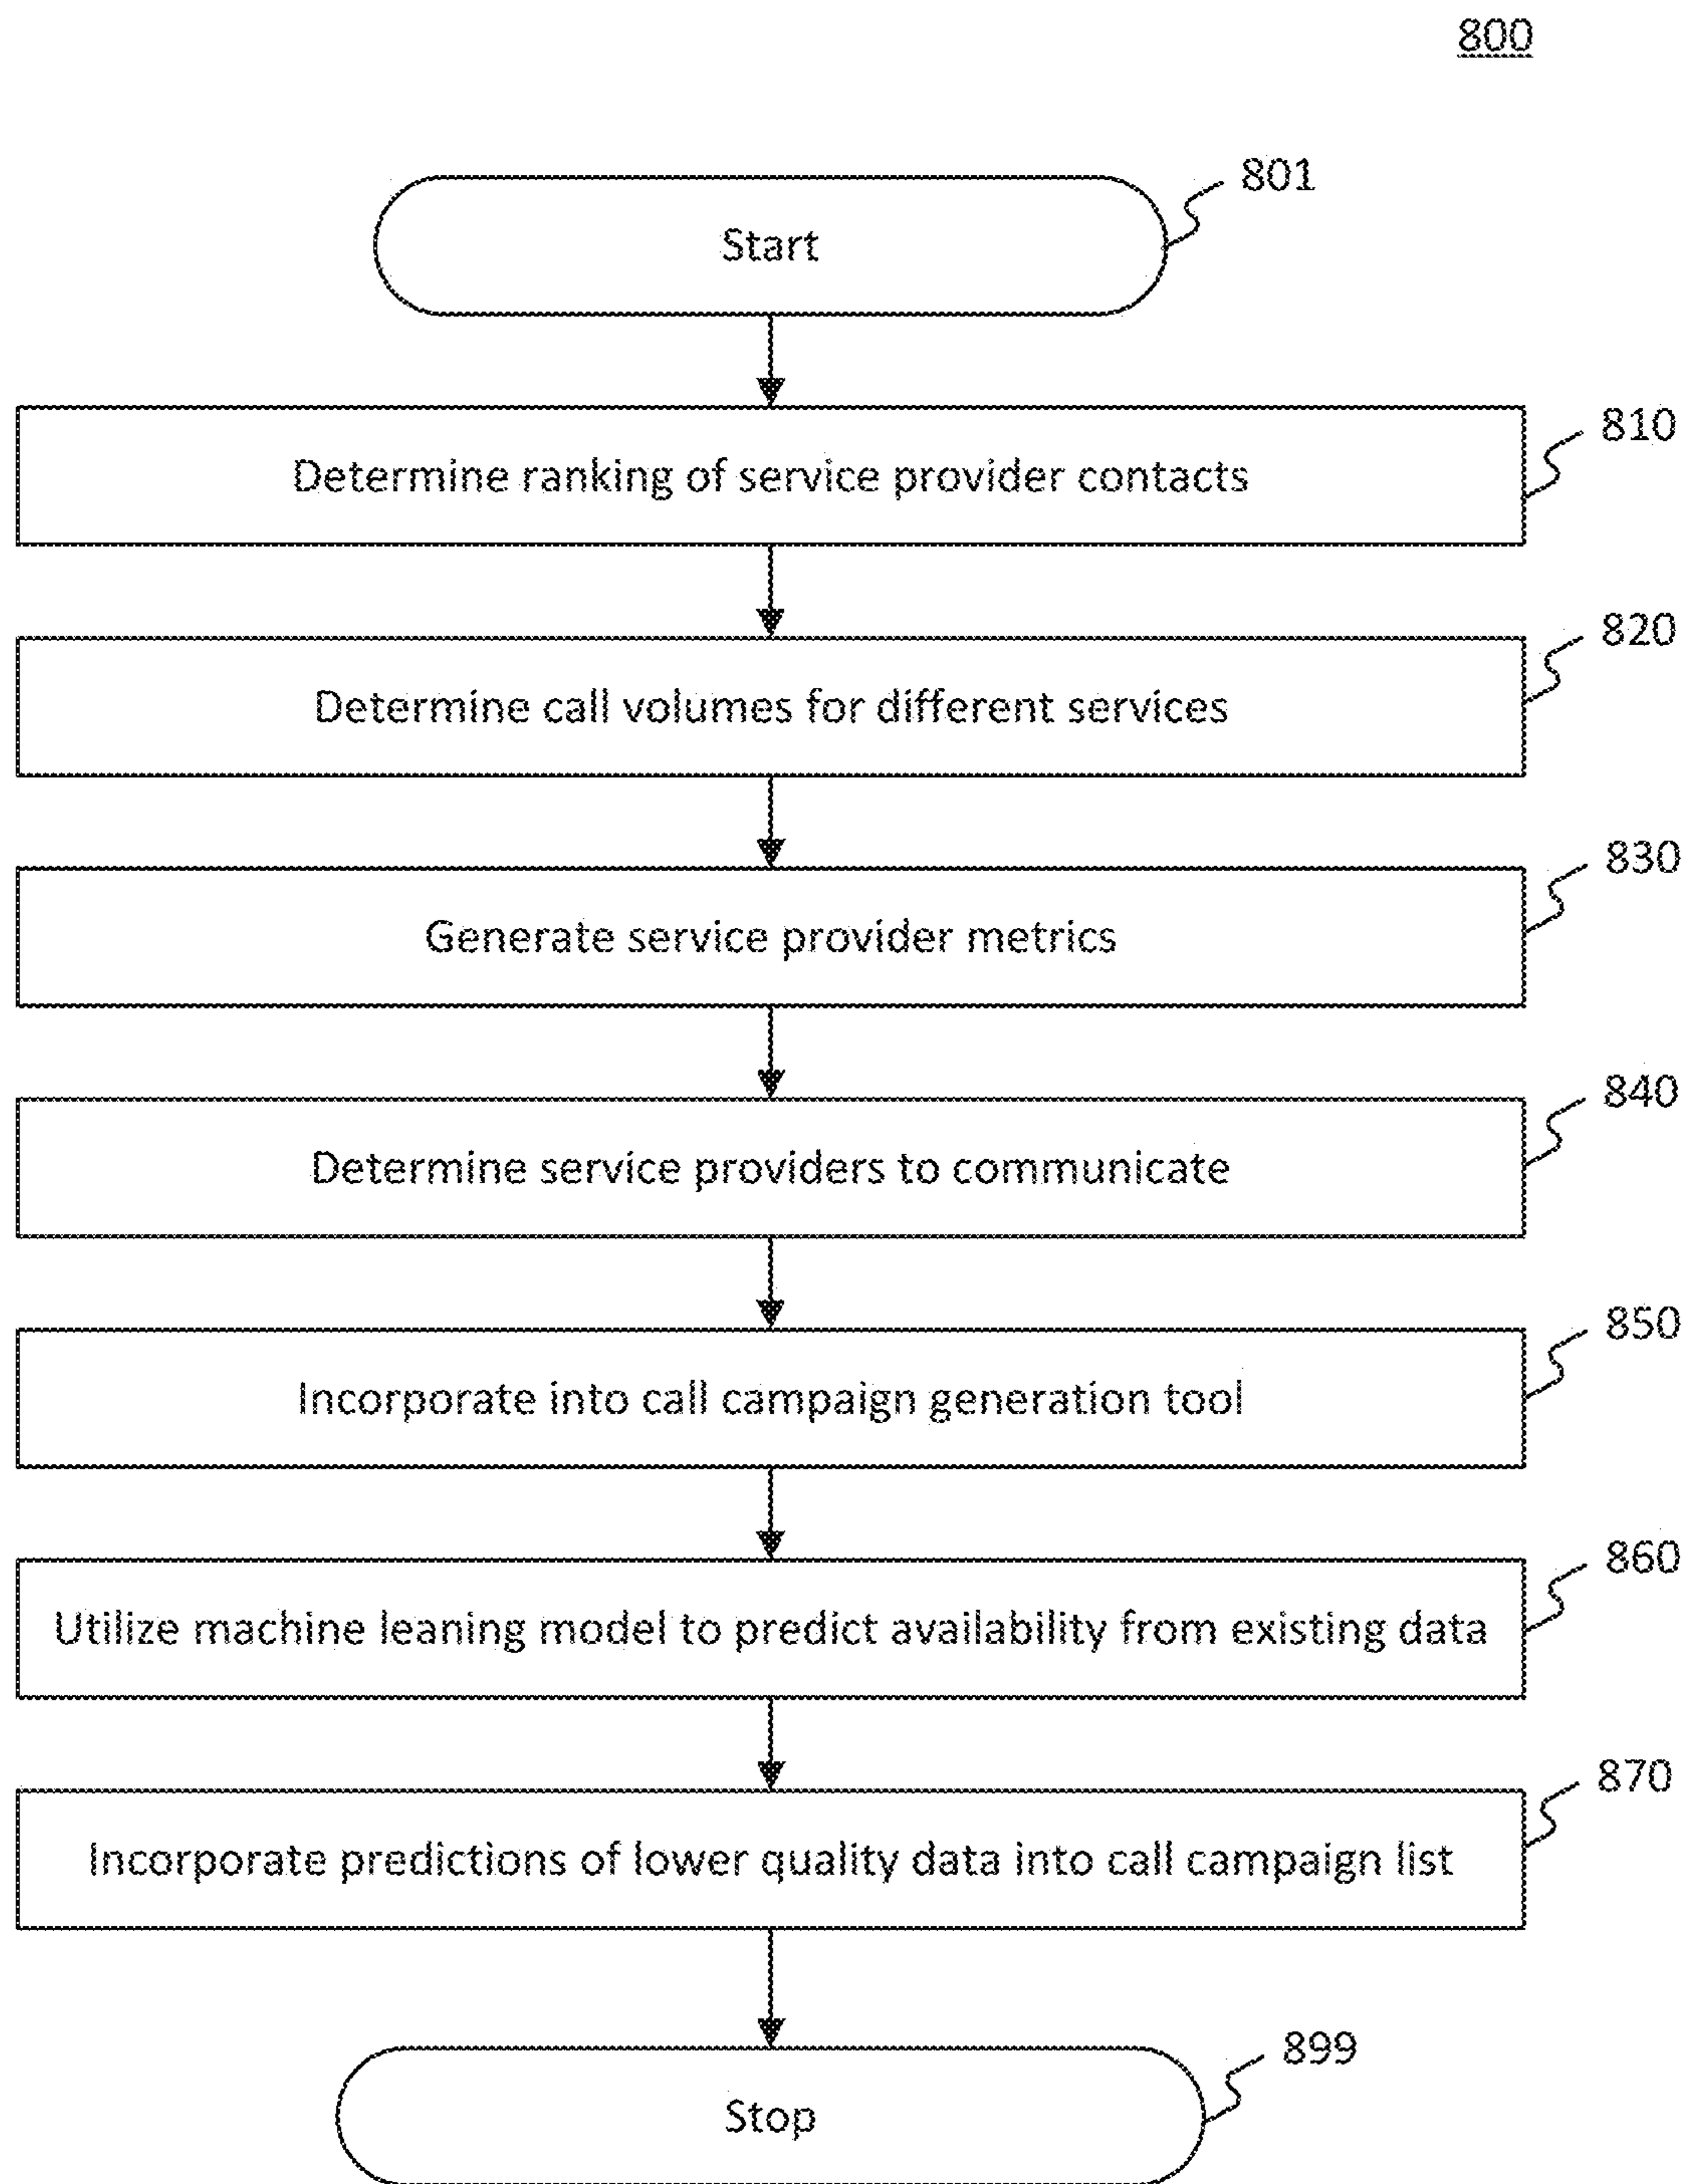 800
801
Start
810
Determine ranking of service provider contacts
820
Determine call volumes for different services
830
Generate service provider metrics
840
Determine service providers to communicate
850
Incorporate into call campaign generation tool
860
Utilize machine leaning model to predict availability from existing data
870
Incorporate predictions of lower quality data into call campaign list
899
Stop